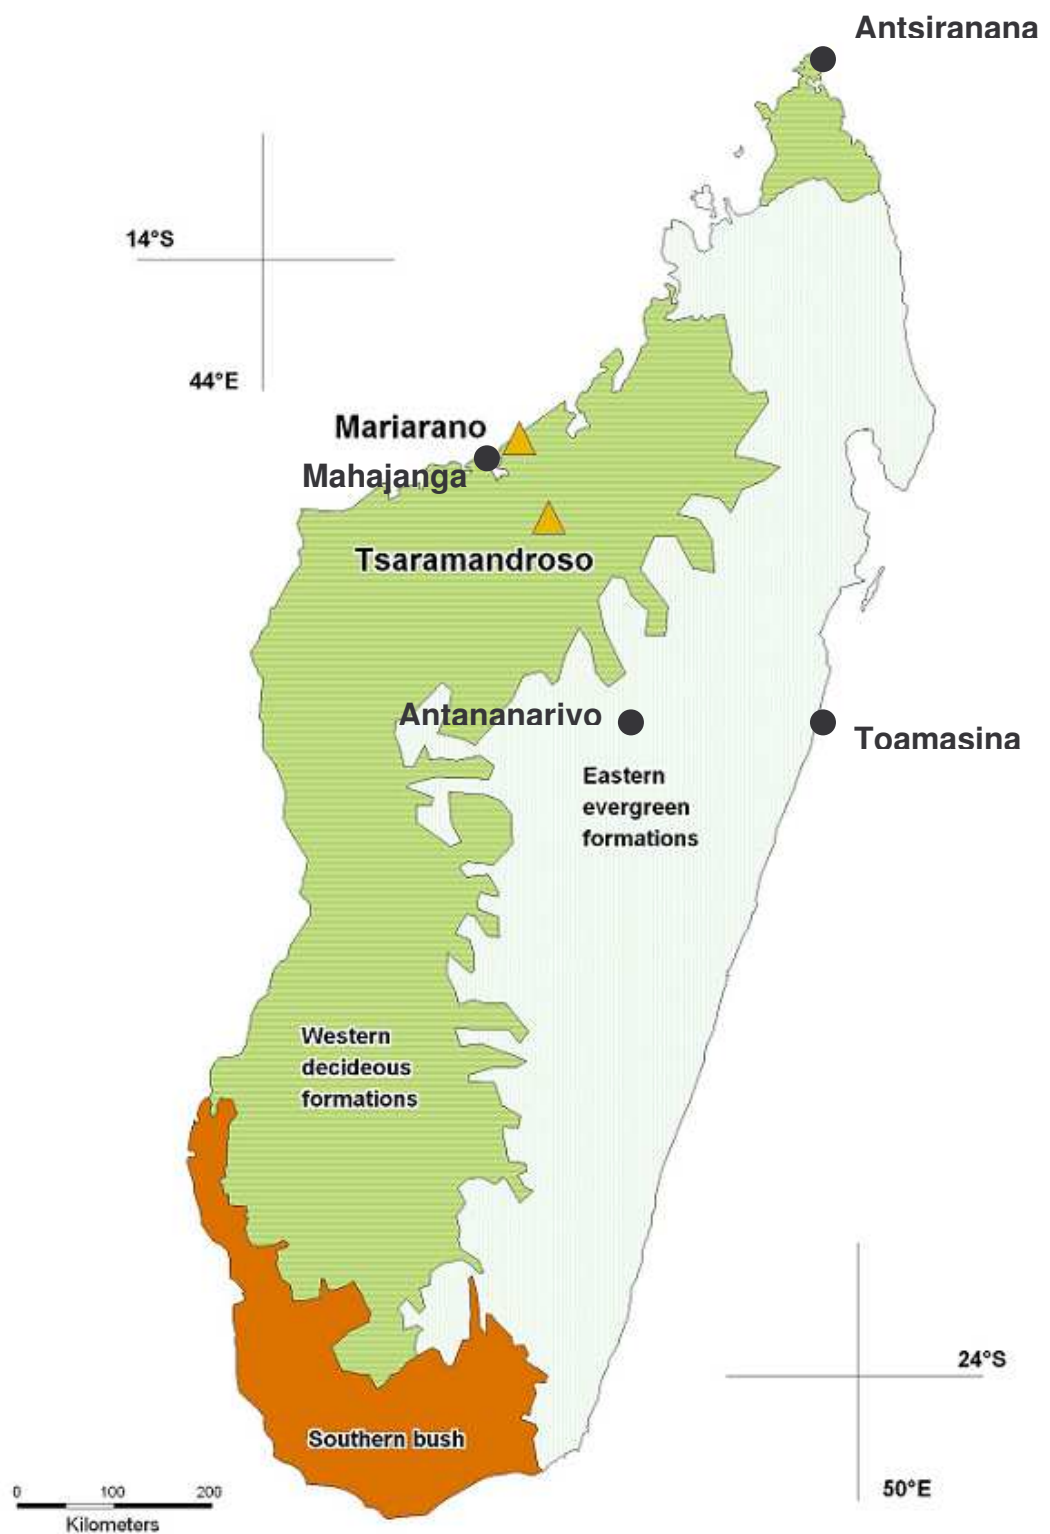 Antsiranana
14°S
44°E
Mariarano
Mahajanga
Tsaramandroso
Antananarivo
Toamasina
Eastern
evergreen
formations
Western
decideous
formations
24°S
Southern bush
50°E
0 100 200
Kilometers